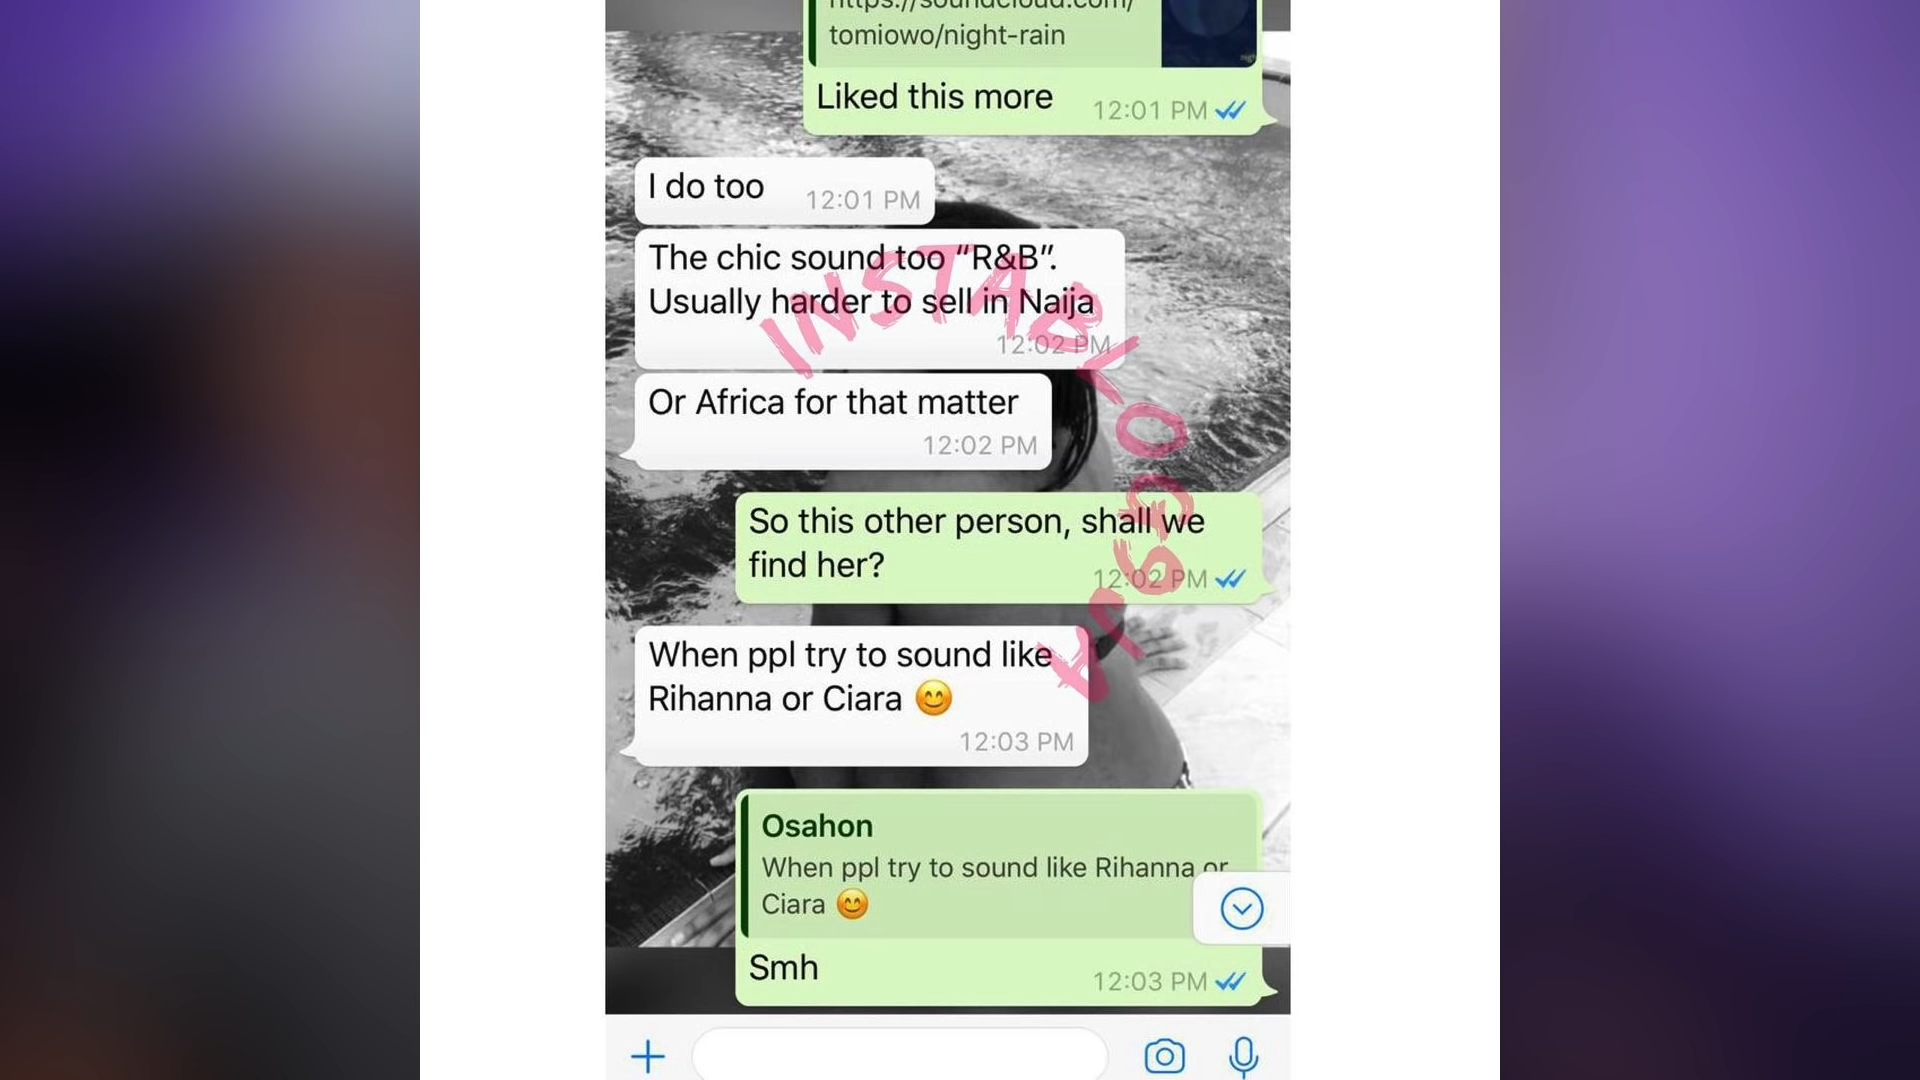 https://soundcloud.com/
tomiowo/night-rain
Liked this more
12:01 PM
I do too
12:01 PM
The chic sound too “R&B”.
Usually harder to sell in Naija
12:02 PM
Or Africa for that matter
12:02 PM
So this other person, shall we
find her?
12:02 PM
When ppl try to sound like
Rihanna or Ciara 😊
12:03 PM
Osahon
When ppl try to sound like Rihanna or
Ciara 😊
Smh
12:03 PM
INSTABLOG9JA